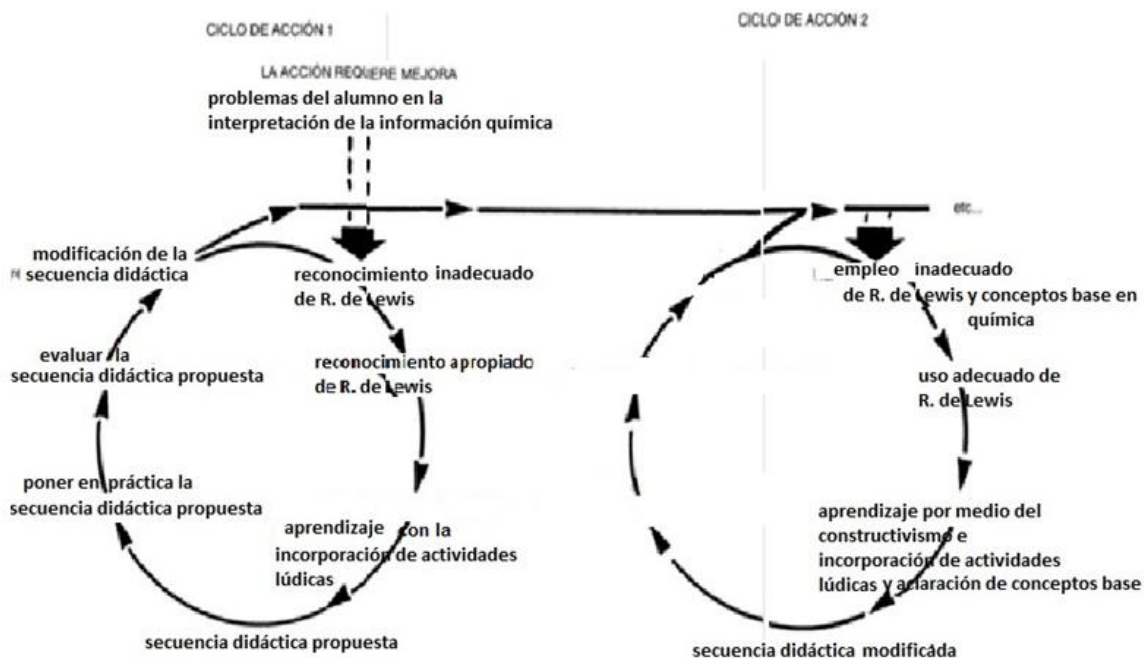 CICLO DE ACCIÓN 1
LA ACCIÓN REQUIERE MEJORA
problemas del alumno en la
interpretación de la información química
modificación de la
secuencia didáctica
reconocimiento inadecuado
de R. de Lewis
evaluar la
secuencia didáctica propuesta
reconocimiento apropiado
de R. de Lewis
poner en práctica la
secuencia didáctica propuesta
aprendizaje con la
incorporación de actividades
lúdicas
secuencia didáctica propuesta
CICLO DE ACCIÓN 2
etc...
empleo inadecuado
de R. de Lewis y conceptos base en
química
uso adecuado de
R. de Lewis
aprendizaje por medio del
constructivismo e
incorporación de actividades
lúdicas y aclaración de conceptos base
secuencia didáctica modificada